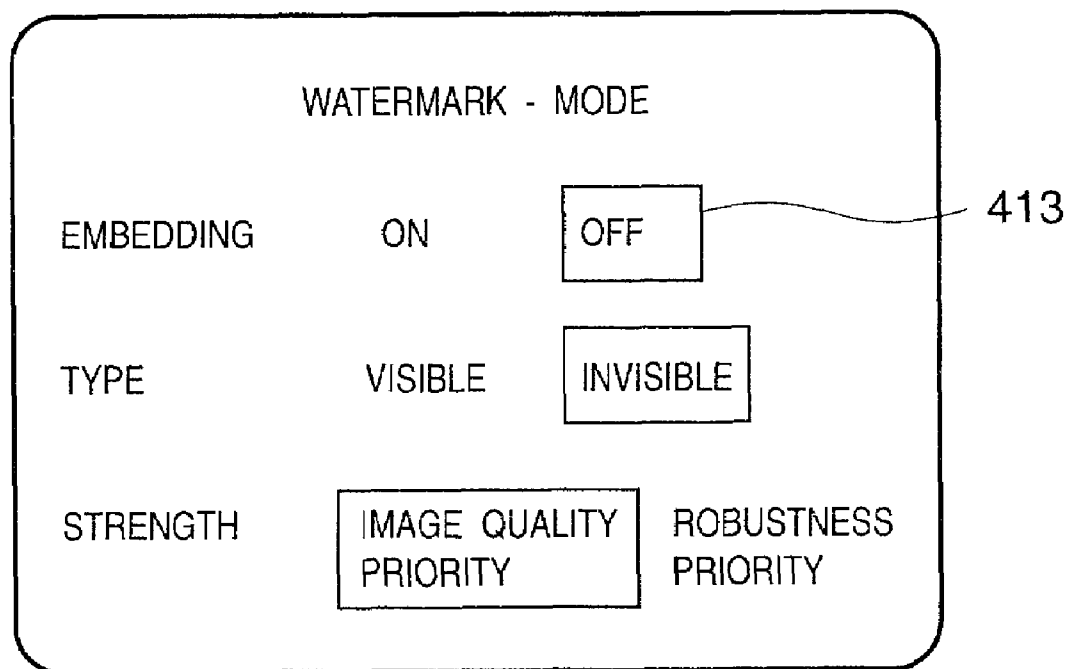 WATERMARK - MODE
EMBEDDING ON OFF 413
TYPE VISIBLE INVISIBLE
STRENGTH IMAGE QUALITY PRIORITY ROBUSTNESS PRIORITY